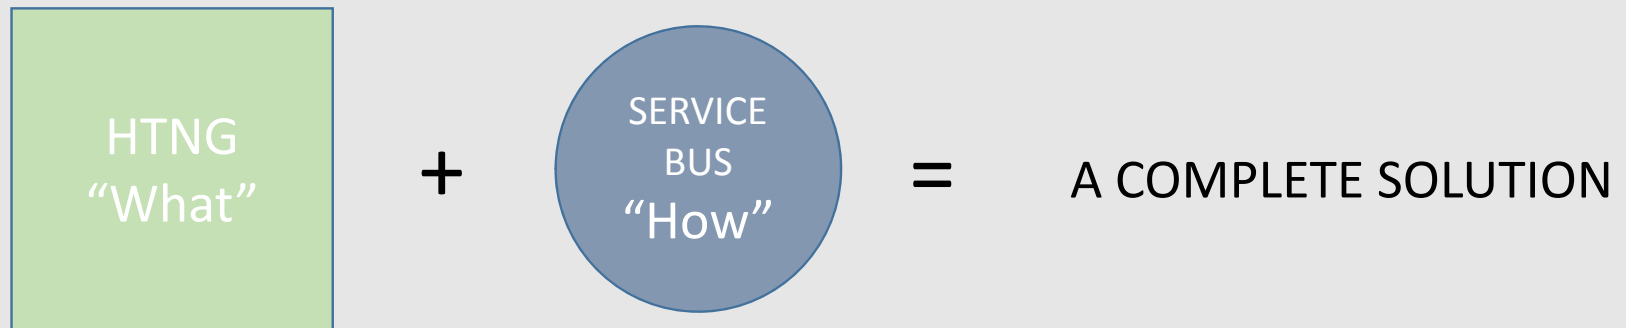 HTNG
“What”
+
SERVICE
BUS
“How”
=
A COMPLETE SOLUTION